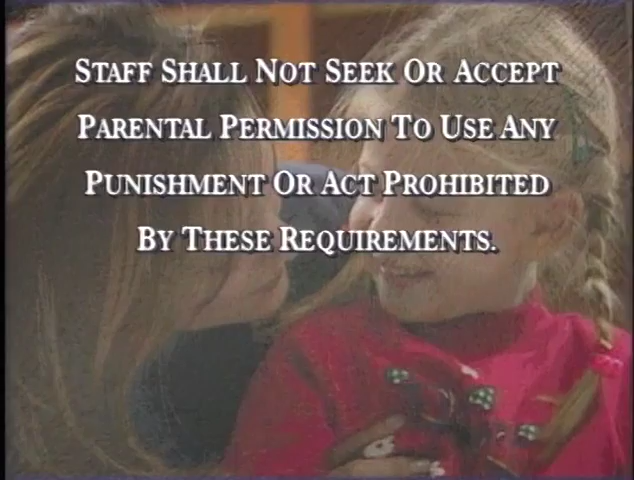 STAFF SHALL NOT SEEK OR ACCEPT
PARENTAL PERMISSION TO USE ANY
PUNISHMENT OR ACT PROHIBITED
BY THESE REQUIREMENTS.